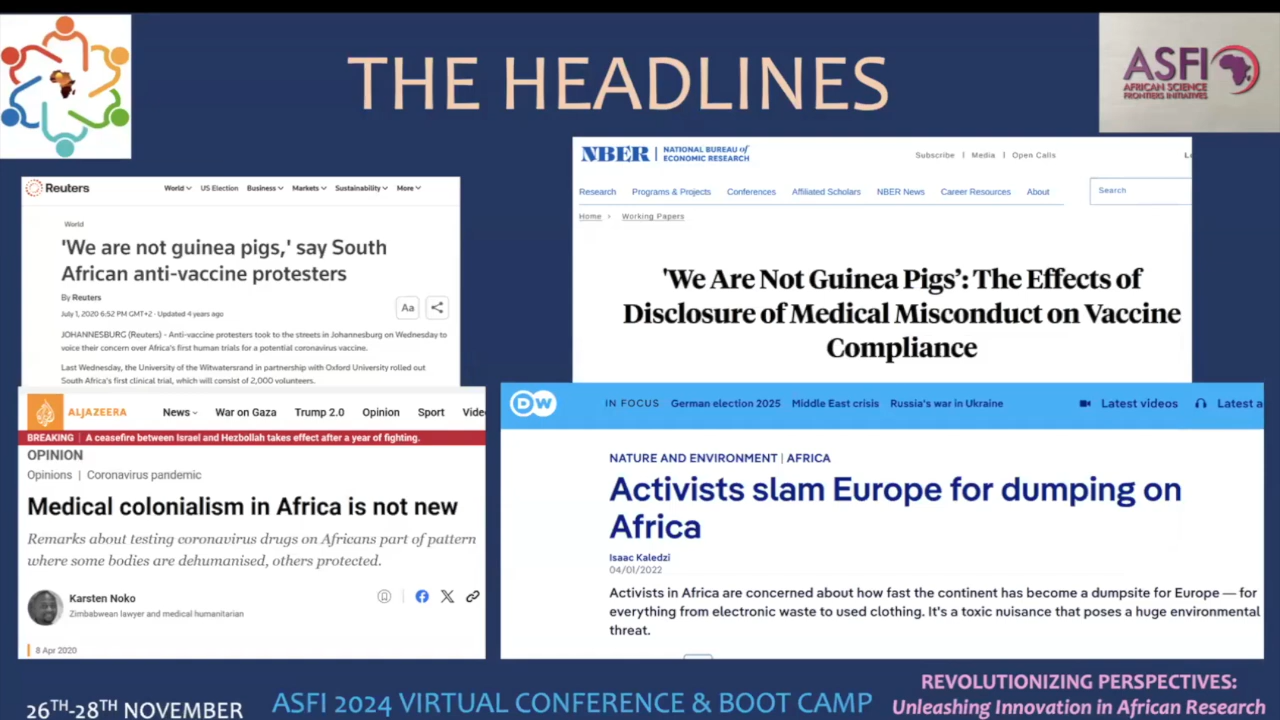 THE HEADLINES
ASFI
AFRICAN SCIENCE
FRONTIERS INITIATIVES
Reuters
World US Election Business Markets Sustainability More
World
'We are not guinea pigs,' say South
African anti-vaccine protesters
By Reuters
July 1, 2020 6:52 PM GMT+2 · Updated 4 years ago
Aa
JOHANNESBURG (Reuters) - Anti-vaccine protesters took to the streets in Johannesburg on Wednesday to
voice their concern over Africa's first human trials for a potential coronavirus vaccine.
Last Wednesday, the University of the Witwatersrand in partnership with Oxford University rolled out
South Africa's first clinical trial, which will consist of 2,000 volunteers.
NBER | NATIONAL BUREAU of
ECONOMIC RESEARCH
Subscribe | Media | Open Calls
Research Programs & Projects Conferences Affiliated Scholars NBER News Career Resources About
Search
Home › Working Papers
'We Are Not Guinea Pigs’: The Effects of
Disclosure of Medical Misconduct on Vaccine
Compliance
ALJAZEERA
News War on Gaza Trump 2.0 Opinion Sport Vide
BREAKING | A ceasefire between Israel and Hezbollah takes effect after a year of fighting.
OPINION
Opinions | Coronavirus pandemic
Medical colonialism in Africa is not new
Remarks about testing coronavirus drugs on Africans part of pattern
where some bodies are dehumanised, others protected.
Karsten Noko
Zimbabwean lawyer and medical humanitarian
8 Apr 2020
DW
IN FOCUS German election 2025 Middle East crisis Russia's war in Ukraine
Latest videos Latest a
NATURE AND ENVIRONMENT | AFRICA
Activists slam Europe for dumping on
Africa
Isaac Kaledzi
04/01/2022
Activists in Africa are concerned about how fast the continent has become a dumpsite for Europe — for
everything from electronic waste to used clothing. It's a toxic nuisance that poses a huge environmental
threat.
26TH-28TH NOVEMBER
ASFI 2024 VIRTUAL CONFERENCE & BOOT CAMP
REVOLUTIONIZING PERSPECTIVES:
Unleashing Innovation in African Research